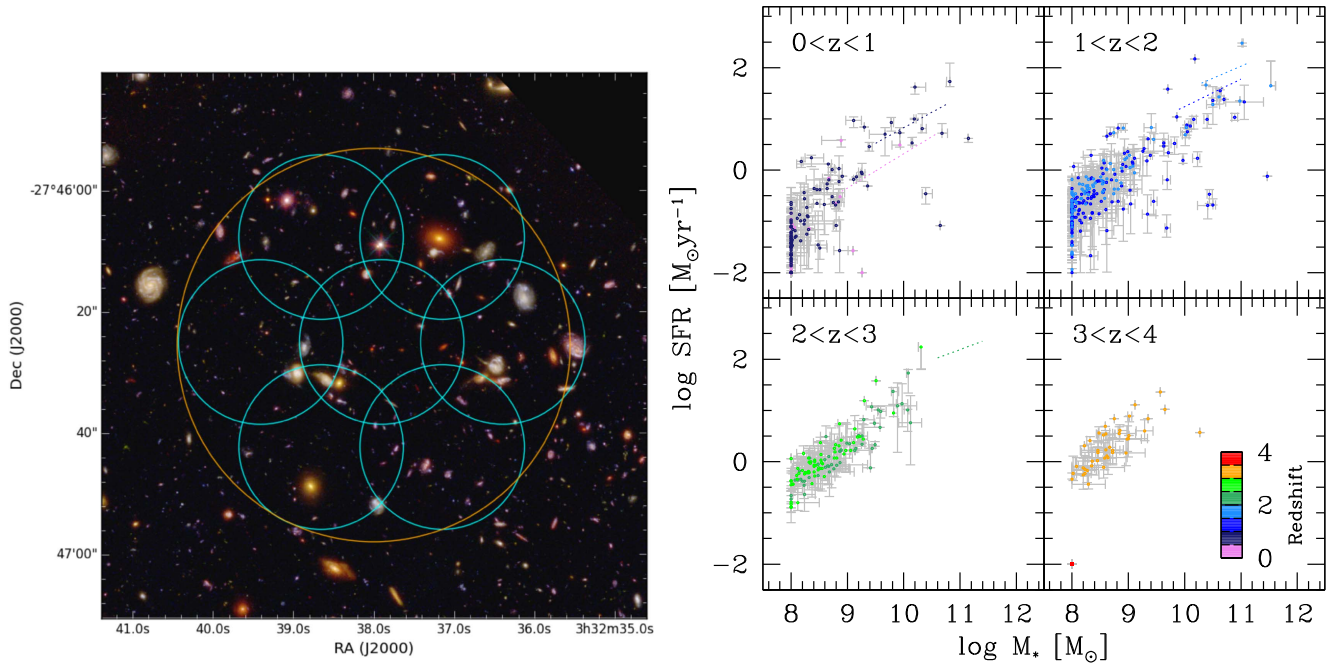 -27°46'00"
20"
40"
47'00"
Dec (J2000)
41.0s 40.0s 39.0s 38.0s 37.0s 36.0s 3h32m35.0s
RA (J2000)
0<z<1 1<z<2
2
0
-2
2<z<3 3<z<4
2
0
-2
log SFR [M⊙yr⁻¹]
4
2
0
Redshift
8 9 10 11 12 8 9 10 11 12
log M* [M⊙]